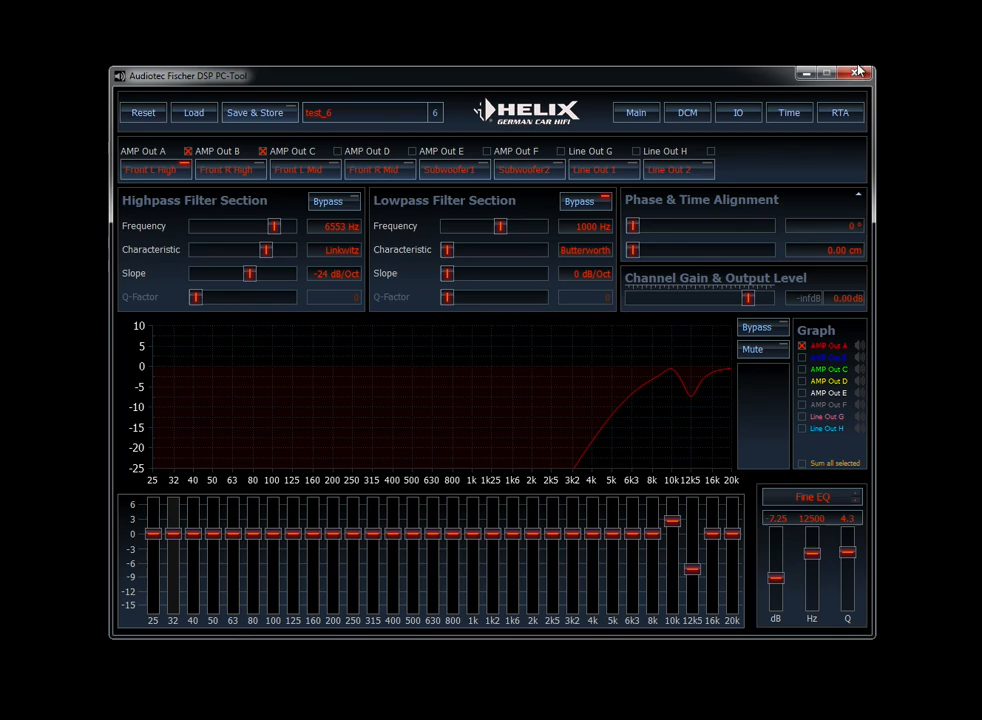 Audiotec Fischer DSP PC-Tool
Reset Load Save & Store test_6 6 HELIX GERMAN CAR HIFI Main DCM IO Time RTA
AMP Out A AMP Out B AMP Out C AMP Out D AMP Out E AMP Out F Line Out G Line Out H
Front L High Front R High Front L Mid Front R Mid Subwoofer1 Subwoofer2 Line Out 1 Line Out 2
Highpass Filter Section Bypass
Frequency 6553 Hz
Characteristic Linkwitz
Slope -24 dB/Oct
Q-Factor 0
Lowpass Filter Section Bypass
Frequency 1000 Hz
Characteristic Butterworth
Slope 0 dB/Oct
Q-Factor 0
Phase & Time Alignment
0 °
0.00 cm
Channel Gain & Output Level
-infdB 0.00dB
10
5
0
-5
-10
-15
-20
-25
25 32 40 50 63 80 100 125 160 200 250 315 400 500 630 800 1k 1k25 1k6 2k 2k5 3k2 4k 5k 6k3 8k 10k 12k5 16k 20k
Bypass
Mute
Graph
AMP Out A
AMP Out B
AMP Out C
AMP Out D
AMP Out E
AMP Out F
Line Out G
Line Out H
Sum all selected
6
3
0
-3
-6
-9
-12
-15
25 32 40 50 63 80 100 125 160 200 250 315 400 500 630 800 1k 1k2 1k6 2k 2k5 3k2 4k 5k 6k3 8k 10k 12k5 16k 20k
Fine EQ
-7.25 12500 4.3
dB Hz Q